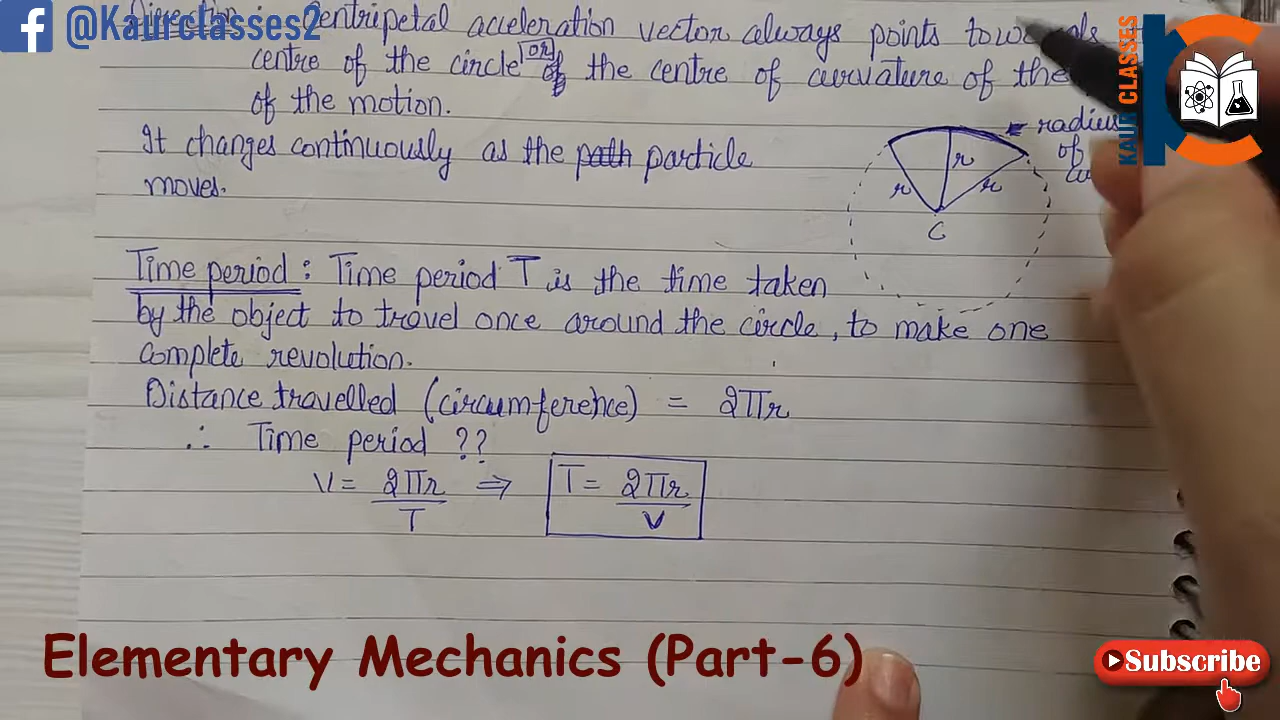 @Kaurclasses2
Direction : Centripetal acceleration vector always points towards
centre of the circle or of the centre of curvature of the
of the motion.
It changes continuously as the path particle
moves.
radius
of
r
r
r
C
Time period : Time period T is the time taken
by the object to travel once around the circle, to make one
complete revolution.
Distance travelled (circumference) = 2πr
∴ Time period ??
V = 2πr/T ⇒ T = 2πr/V
KAUR CLASSES
Elementary Mechanics (Part-6)
Subscribe